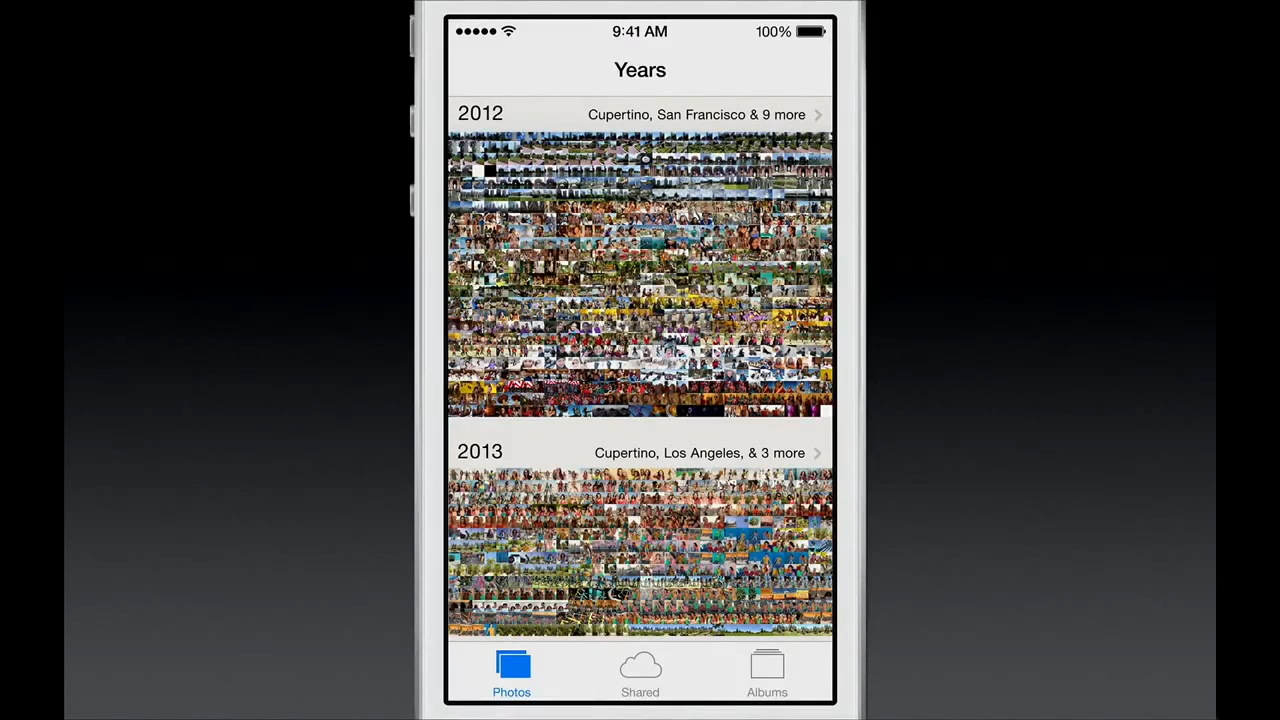 9:41 AM
100%
Years
2012
Cupertino, San Francisco & 9 more
2013
Cupertino, Los Angeles, & 3 more
Photos
Shared
Albums